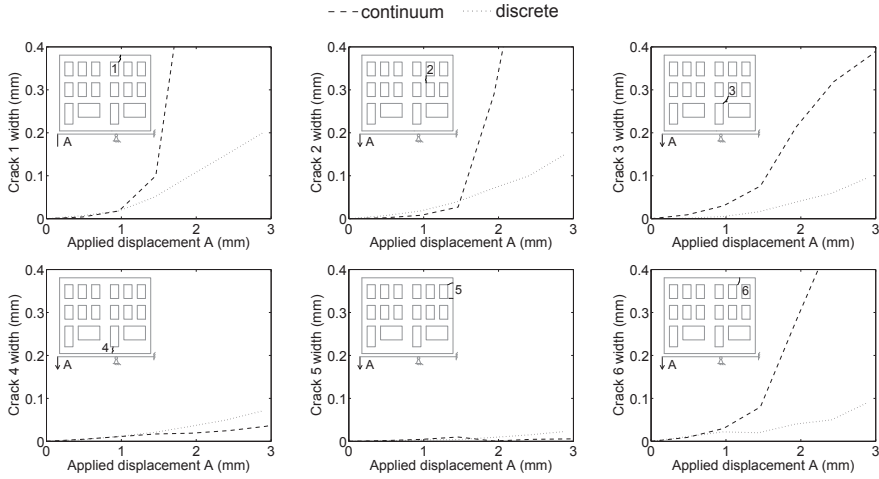 continuum discrete
Crack 1 width (mm)
0.4
0.3
0.2
0.1
0
1
A
0 1 2 3
Applied displacement A (mm)
Crack 2 width (mm)
0.4
0.3
0.2
0.1
0
2
A
0 1 2 3
Applied displacement A (mm)
Crack 3 width (mm)
0.4
0.3
0.2
0.1
0
3
A
0 1 2 3
Applied displacement A (mm)
Crack 4 width (mm)
0.4
0.3
0.2
0.1
0
4
A
0 1 2 3
Applied displacement A (mm)
Crack 5 width (mm)
0.4
0.3
0.2
0.1
0
5
A
0 1 2 3
Applied displacement A (mm)
Crack 6 width (mm)
0.4
0.3
0.2
0.1
0
6
A
0 1 2 3
Applied displacement A (mm)